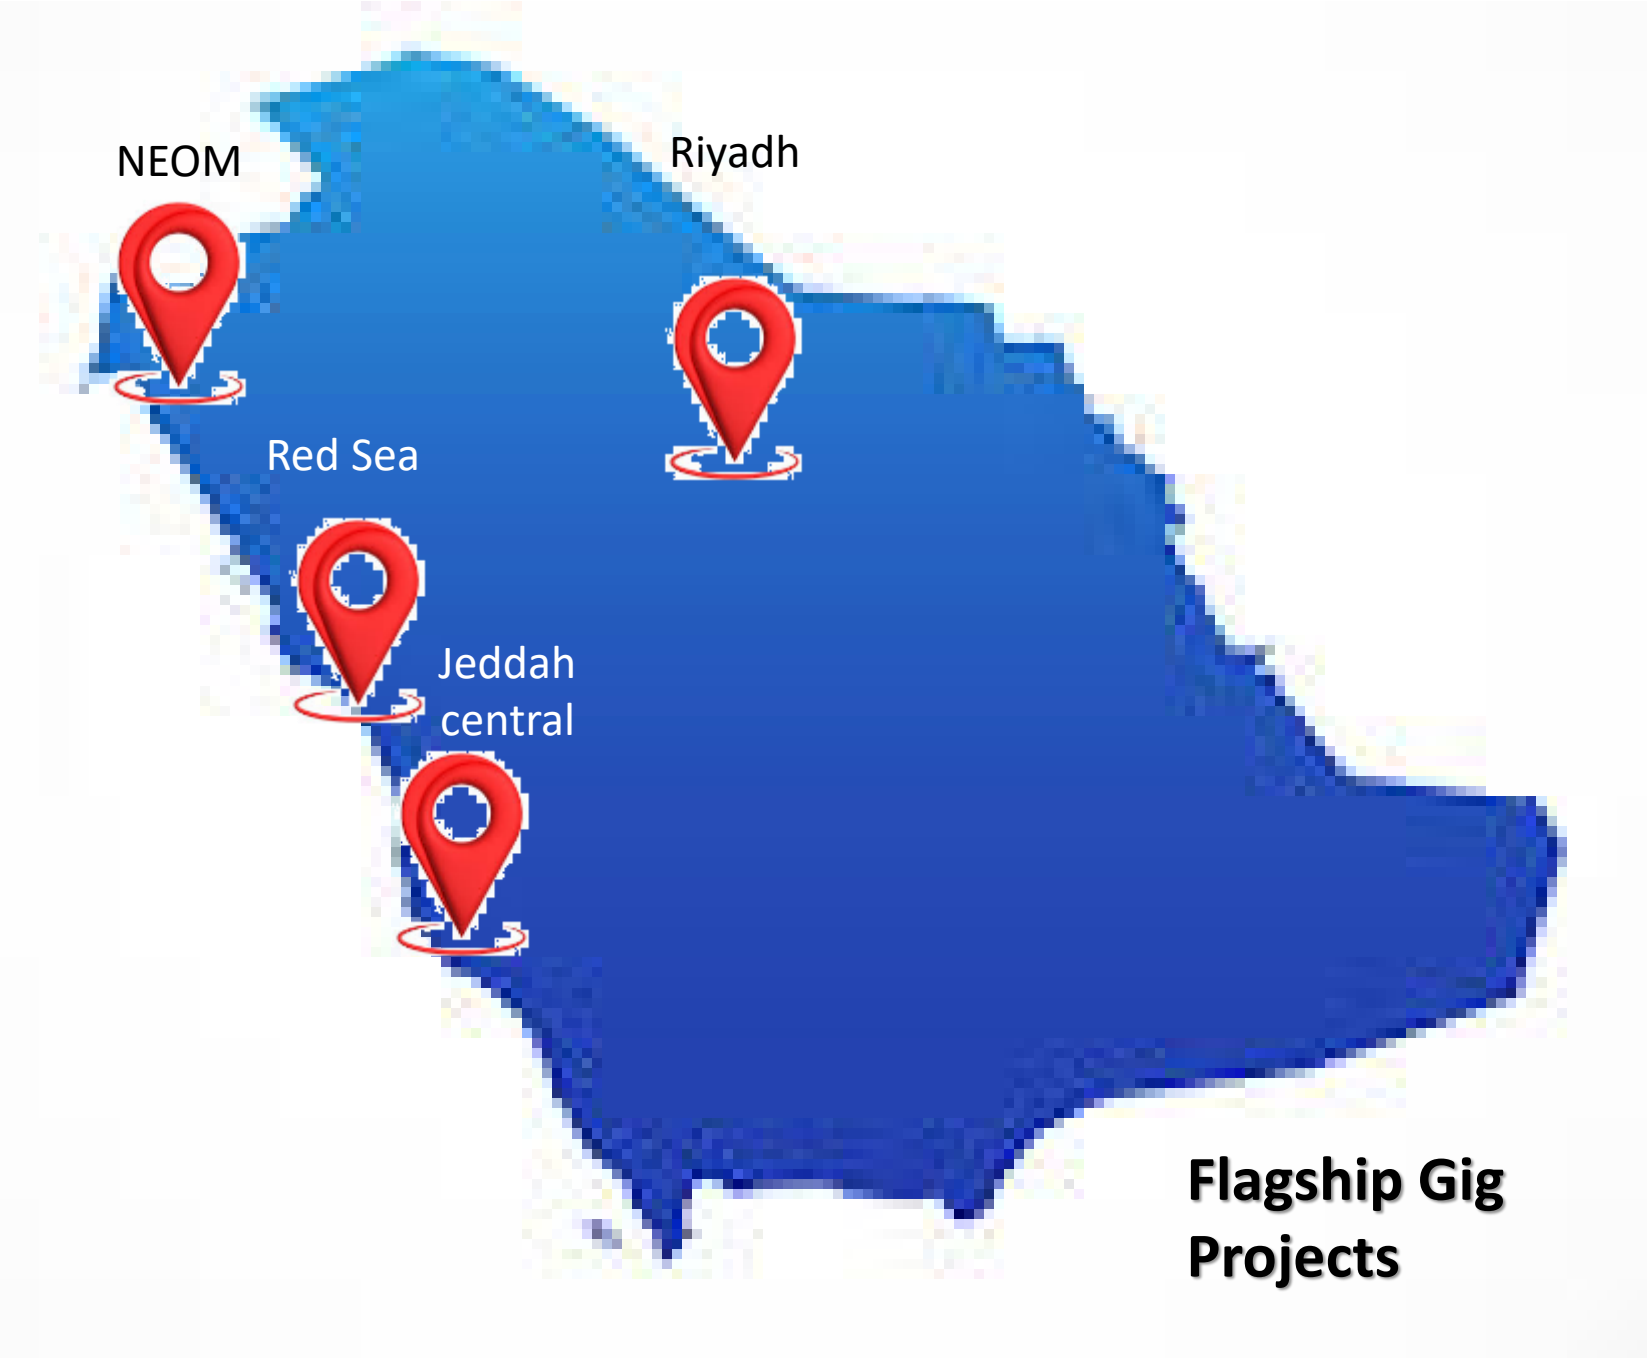 NEOM
Riyadh
Red Sea
Jeddah
central
Flagship Gig
Projects